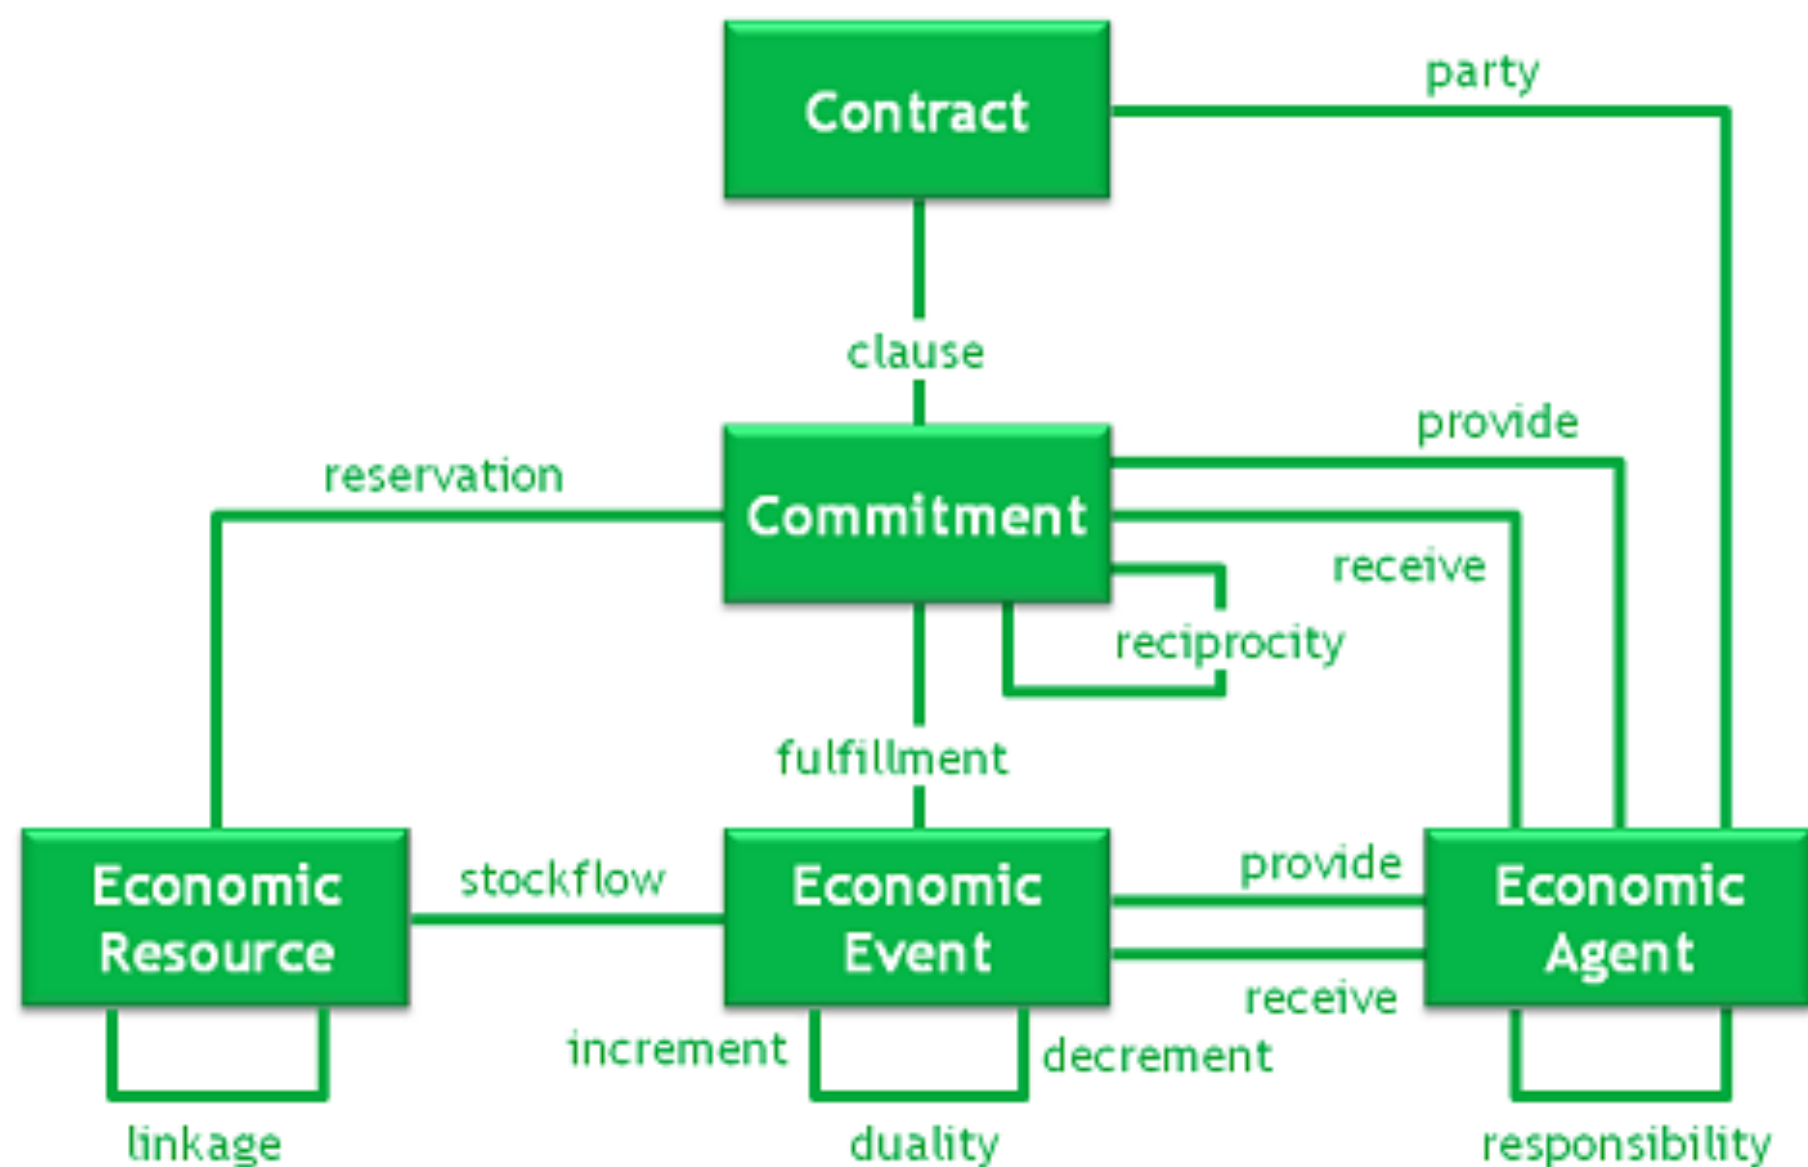 party
Contract
clause
provide
reservation
Commitment
receive
reciprocity
fulfillment
Economic
Resource
stockflow
Economic
Event
provide
receive
Economic
Agent
increment
decrement
linkage
duality
responsibility